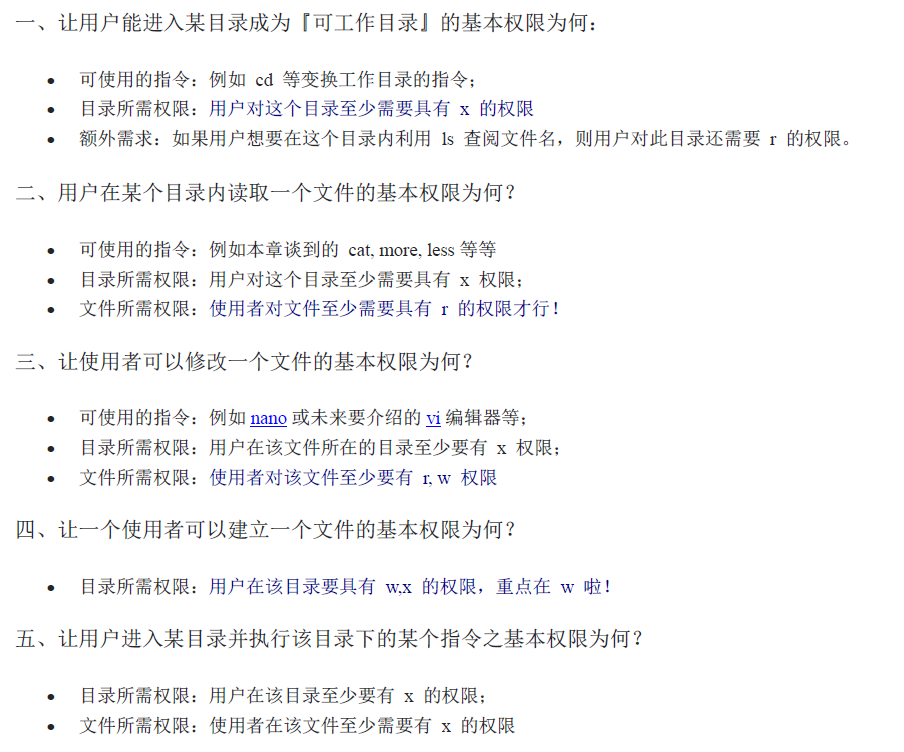 一、让用户能进入某目录成为『可工作目录』的基本权限为何：
• 可使用的指令：例如 cd 等变换工作目录的指令；
• 目录所需权限：用户对这个目录至少需要具有 x 的权限
• 额外需求：如果用户想要在这个目录内利用 ls 查阅文件名，则用户对此目录还需要 r 的权限。
二、用户在某个目录内读取一个文件的基本权限为何？
• 可使用的指令：例如本章谈到的 cat, more, less 等等
• 目录所需权限：用户对这个目录至少需要具有 x 权限；
• 文件所需权限：使用者对文件至少需要具有 r 的权限才行！
三、让使用者可以修改一个文件的基本权限为何？
• 可使用的指令：例如 nano 或未来要介绍的 vi 编辑器等；
• 目录所需权限：用户在该文件所在的目录至少要有 x 权限；
• 文件所需权限：使用者对该文件至少要有 r, w 权限
四、让一个使用者可以建立一个文件的基本权限为何？
• 目录所需权限：用户在该目录要具有 w,x 的权限，重点在 w 啦！
五、让用户进入某目录并执行该目录下的某个指令之基本权限为何？
• 目录所需权限：用户在该目录至少要有 x 的权限；
• 文件所需权限：使用者在该文件至少需要有 x 的权限